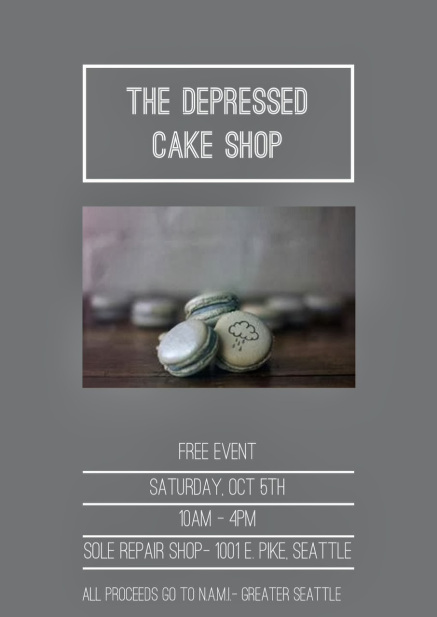 THE DEPRESSED
CAKE SHOP
FREE EVENT
SATURDAY, OCT 5TH
10AM - 4PM
SOLE REPAIR SHOP- 1001 E. PIKE, SEATTLE
ALL PROCEEDS GO TO N.A.M.I.- GREATER SEATTLE